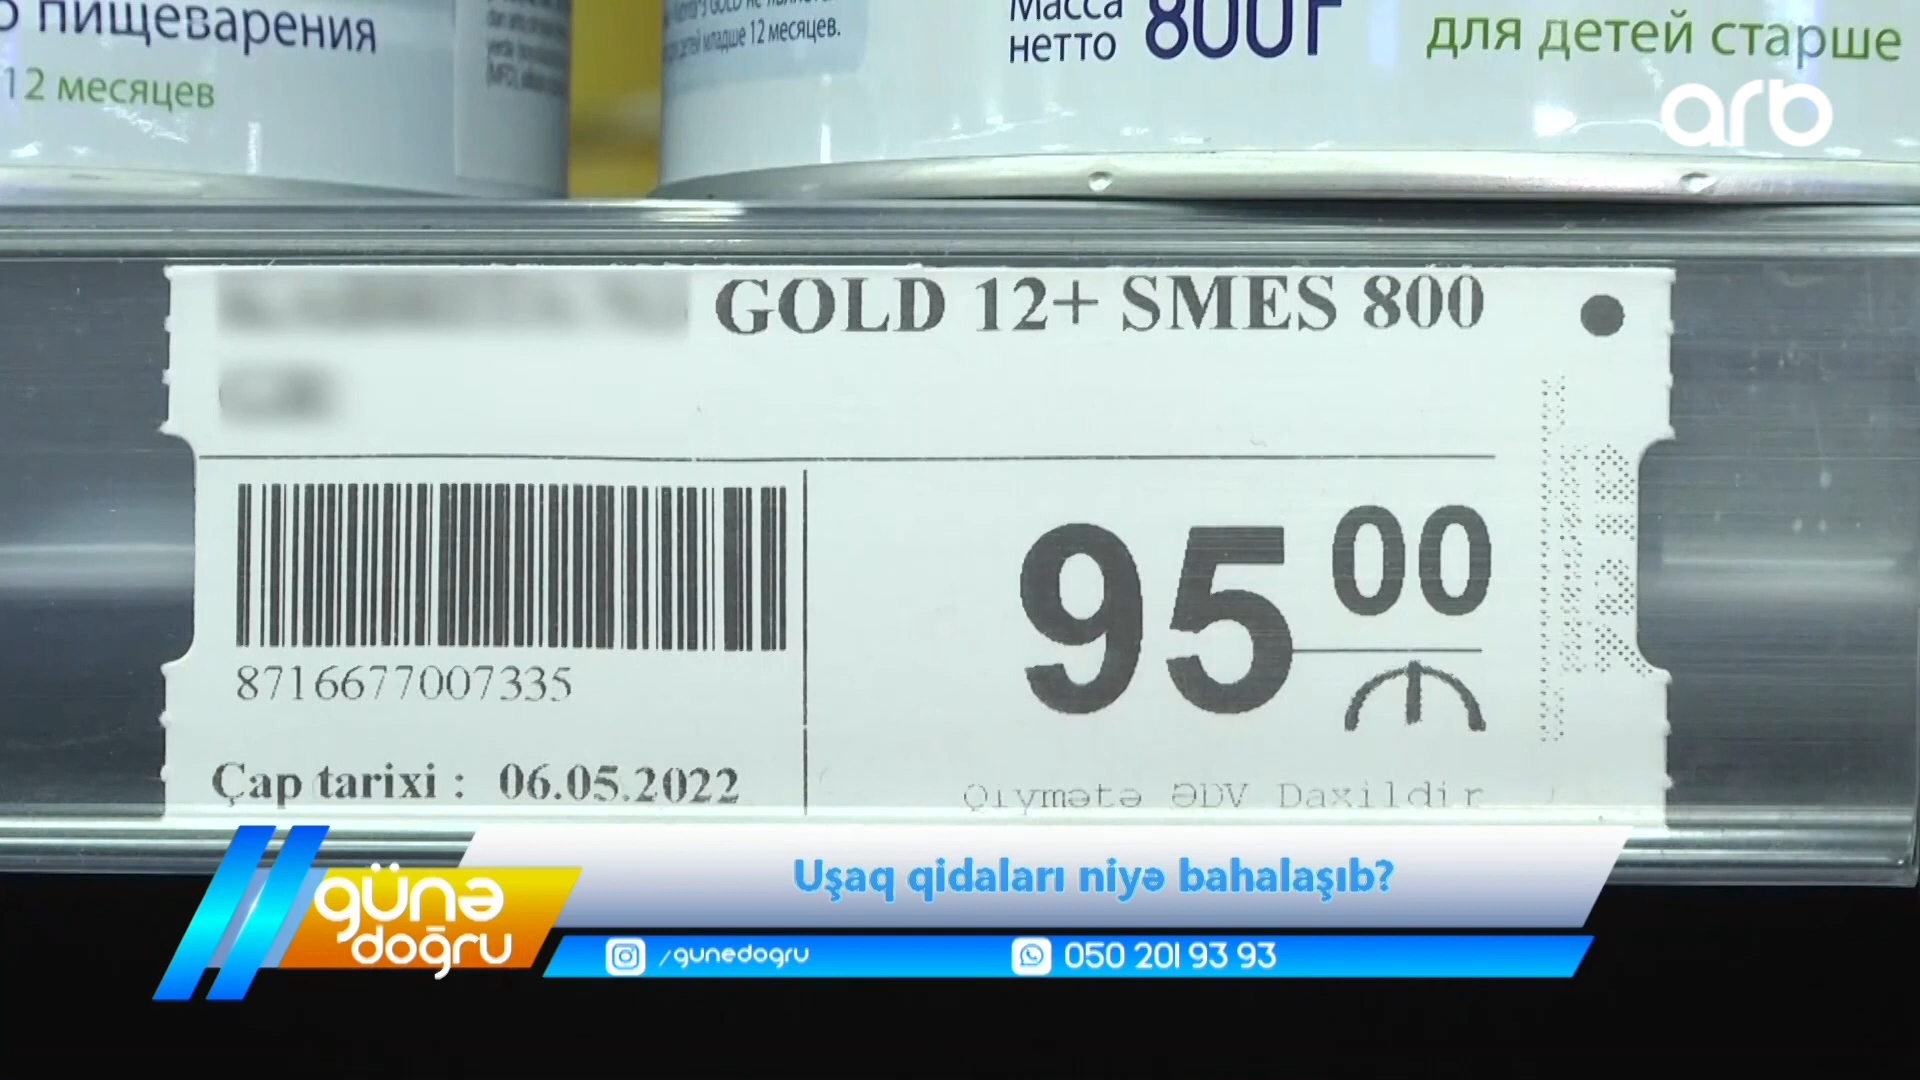 пищеварения
12 месяцев
младше 12 месяцев.
Масса
нетто 800г
для детей старше
arb
GOLD 12+ SMES 800
95 00
₼
8716677007335
Çap tarixi : 06.05.2022
Qiymətə ƏDV Daxildir
günə
doğru
Uşaq qidaları niyə bahalaşıb?
/gunedogru
050 201 93 93